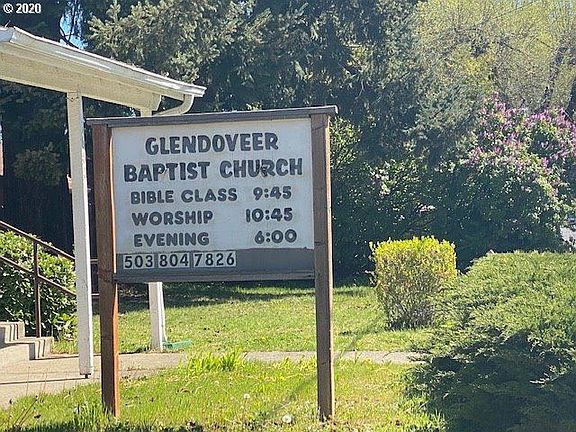 © 2020
GLENDOVEER
BAPTIST CHURCH
BIBLE CLASS 9:45
WORSHIP 10:45
EVENING 6:00
503 804 7826